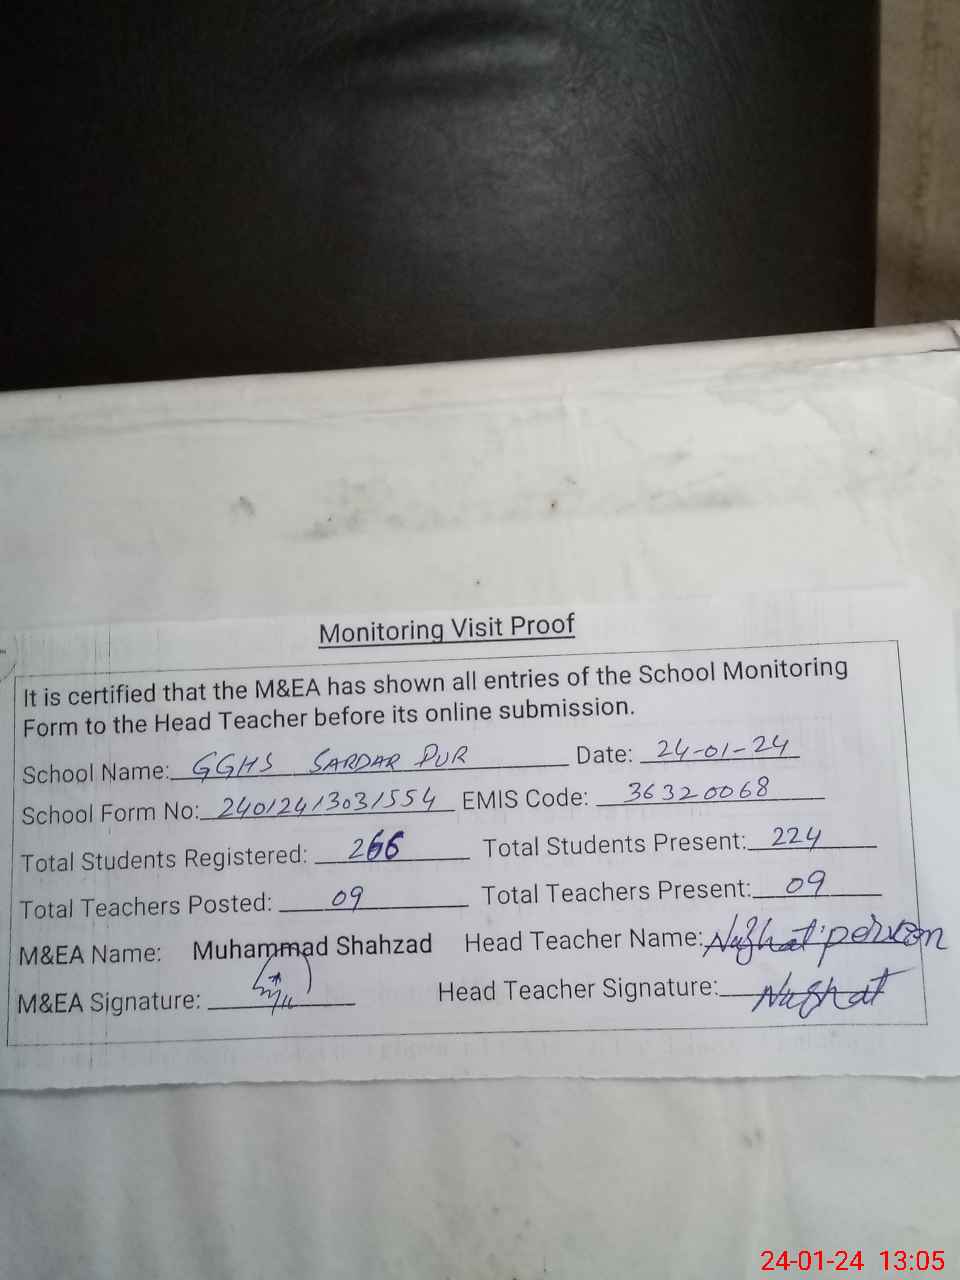 Monitoring Visit Proof
It is certified that the M&EA has shown all entries of the School Monitoring
Form to the Head Teacher before its online submission.
School Name: GGHS SARDAR PUR Date: 24-01-24
School Form No: 24012413031554 EMIS Code: 36320068
Total Students Registered: 266 Total Students Present: 224
Total Teachers Posted: 09 Total Teachers Present: 09
M&EA Name: Muhammad Shahzad Head Teacher Name: Nuzhat perveen
M&EA Signature: Head Teacher Signature: Nuzhat
24-01-24 13:05